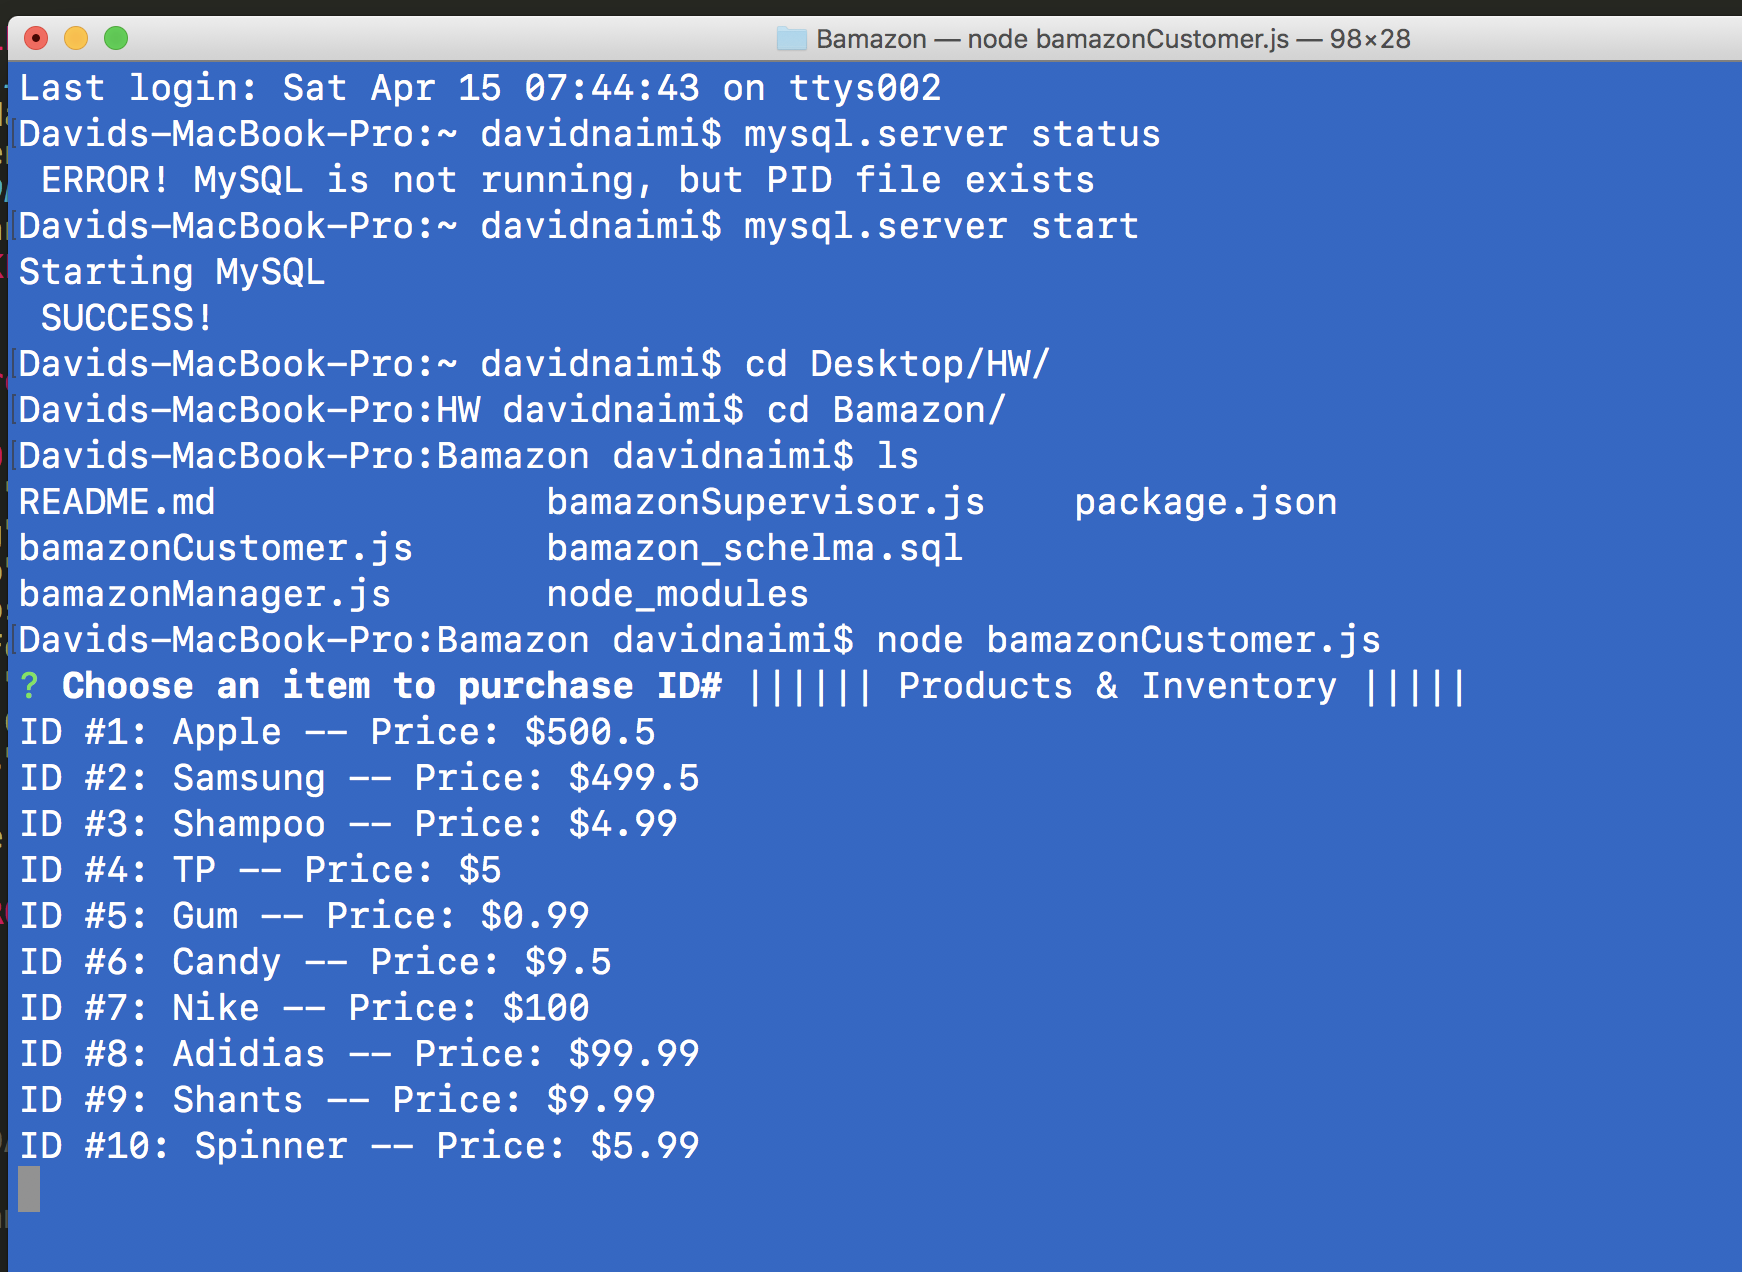 Bamazon — node bamazonCustomer.js — 98×28
Last login: Sat Apr 15 07:44:43 on ttys002
Davids-MacBook-Pro:~ davidnaimi$ mysql.server status
 ERROR! MySQL is not running, but PID file exists
Davids-MacBook-Pro:~ davidnaimi$ mysql.server start
Starting MySQL
 SUCCESS!
Davids-MacBook-Pro:~ davidnaimi$ cd Desktop/HW/
Davids-MacBook-Pro:HW davidnaimi$ cd Bamazon/
Davids-MacBook-Pro:Bamazon davidnaimi$ ls
README.md               bamazonSupervisor.js    package.json
bamazonCustomer.js      bamazon_schelma.sql
bamazonManager.js       node_modules
Davids-MacBook-Pro:Bamazon davidnaimi$ node bamazonCustomer.js
? Choose an item to purchase ID# |||||| Products & Inventory |||||
ID #1: Apple -- Price: $500.5
ID #2: Samsung -- Price: $499.5
ID #3: Shampoo -- Price: $4.99
ID #4: TP -- Price: $5
ID #5: Gum -- Price: $0.99
ID #6: Candy -- Price: $9.5
ID #7: Nike -- Price: $100
ID #8: Adidias -- Price: $99.99
ID #9: Shants -- Price: $9.99
ID #10: Spinner -- Price: $5.99